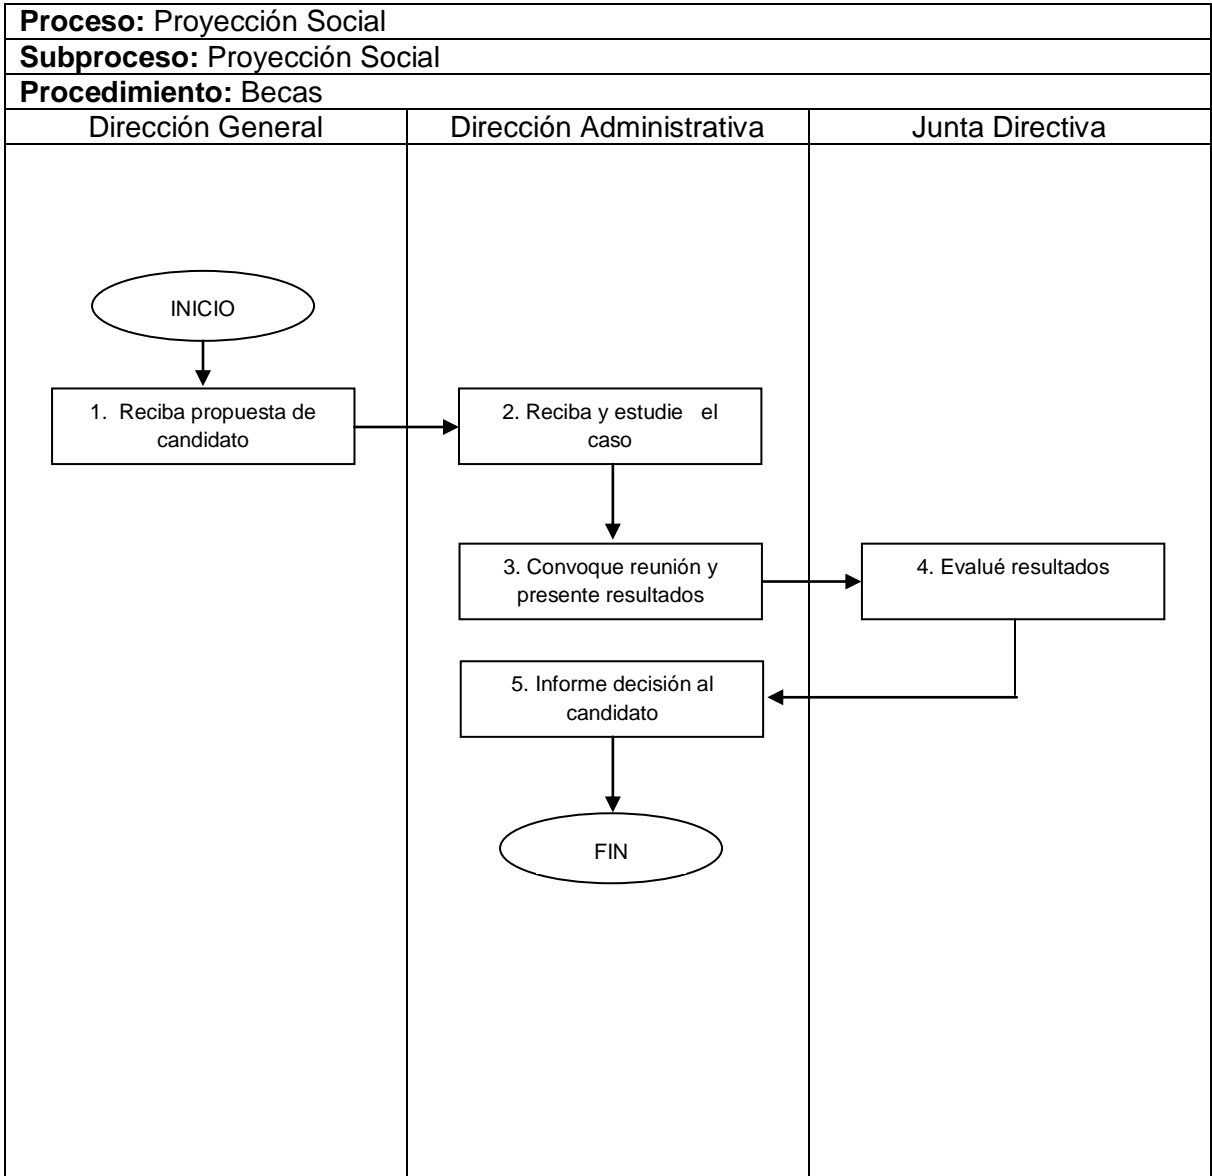 Proceso: Proyección Social
Subproceso: Proyección Social
Procedimiento: Becas
Dirección General
Dirección Administrativa
Junta Directiva
INICIO
1. Reciba propuesta de
candidato
2. Reciba y estudie el
caso
3. Convoque reunión y
presente resultados
4. Evalué resultados
5. Informe decisión al
candidato
FIN